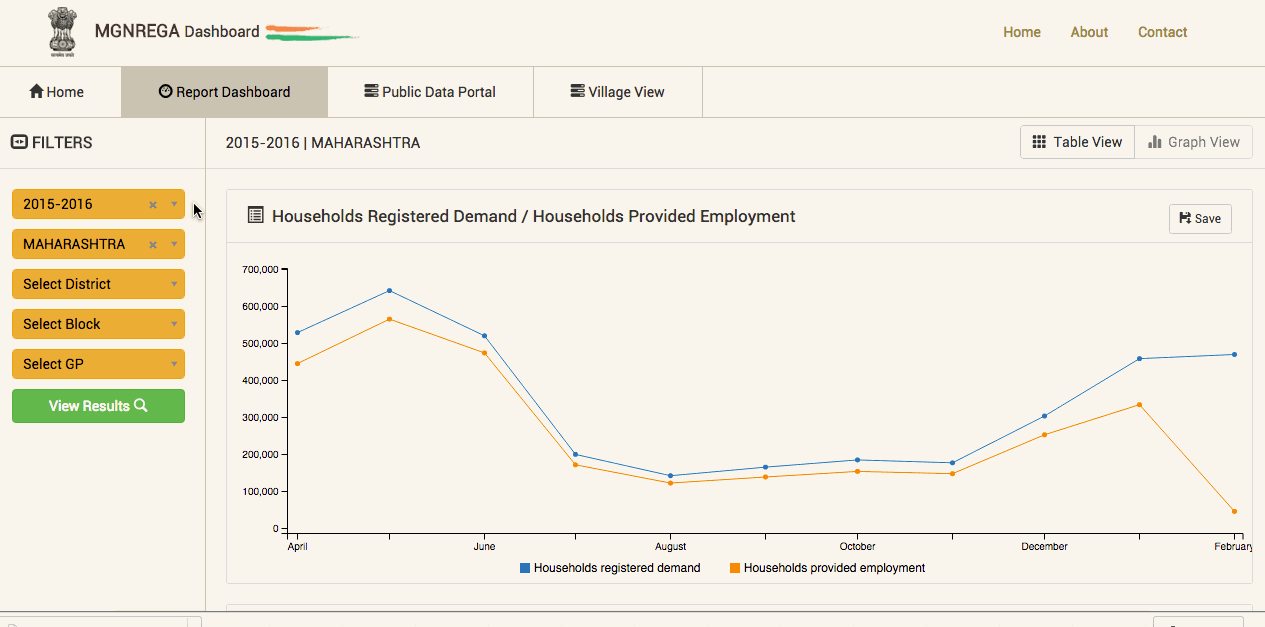 MGNREGA Dashboard
Home About Contact
Home Report Dashboard Public Data Portal Village View
FILTERS
2015-2016 | MAHARASHTRA
Table View Graph View
2015-2016
MAHARASHTRA
Select District
Select Block
Select GP
View Results
Households Registered Demand / Households Provided Employment
Save
700,000
600,000
500,000
400,000
300,000
200,000
100,000
0
April June August October December February
Households registered demand Households provided employment